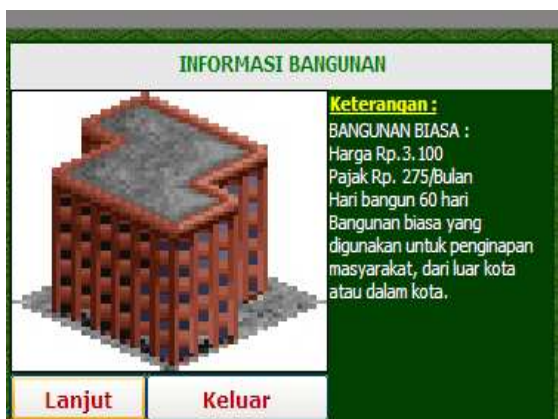 INFORMASI BANGUNAN
Keterangan :
BANGUNAN BIASA :
Harga Rp.3.100
Pajak Rp. 275/Bulan
Hari bangun 60 hari
Bangunan biasa yang
digunakan untuk penginapan
masyarakat, dari luar kota
atau dalam kota.
Lanjut
Keluar